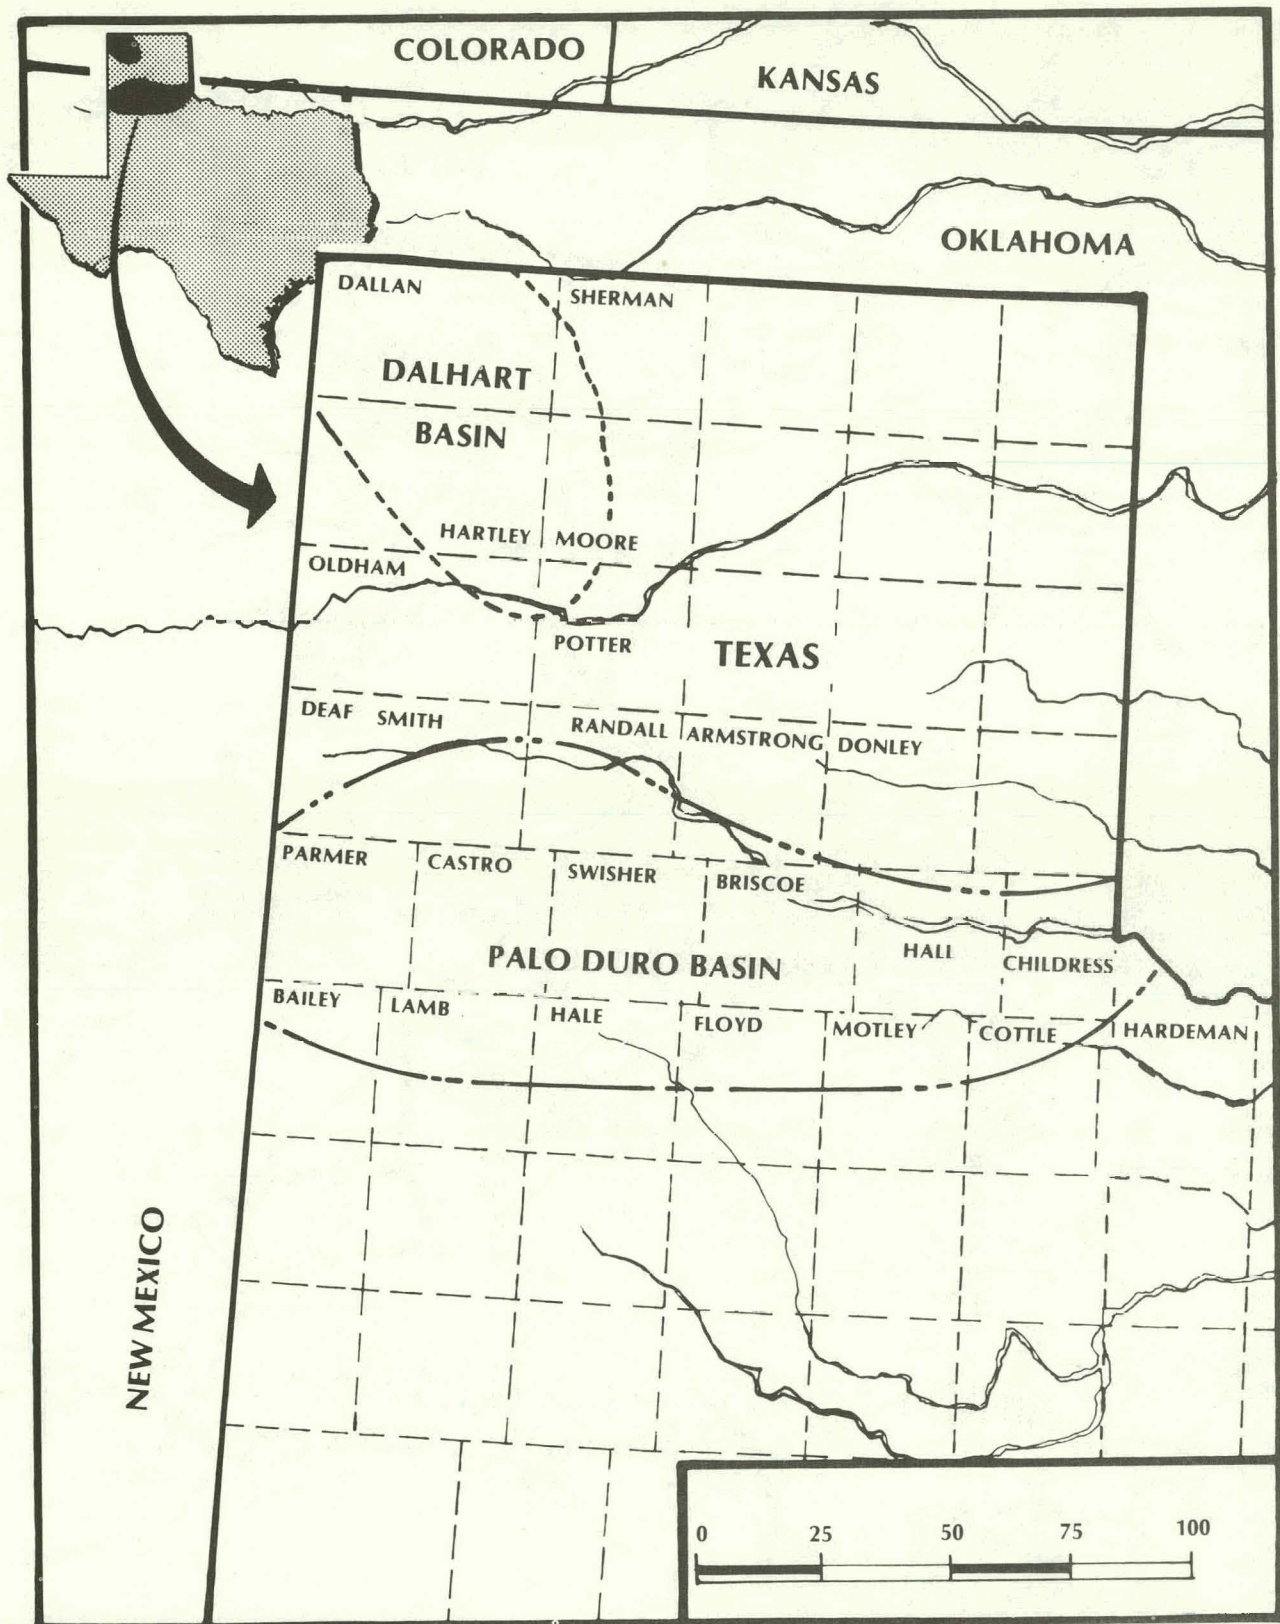 COLORADO
KANSAS
OKLAHOMA
DALLAN
SHERMAN
DALHART
BASIN
HARTLEY
MOORE
OLDHAM
POTTER
TEXAS
DEAF SMITH
RANDALL
ARMSTRONG
DONLEY
PARMER
CASTRO
SWISHER
BRISCOE
PALO DURO BASIN
HALL
CHILDRESS
BAILEY
LAMB
HALE
FLOYD
MOTLEY
COTTLE
HARDEMAN
NEW MEXICO
0 25 50 75 100